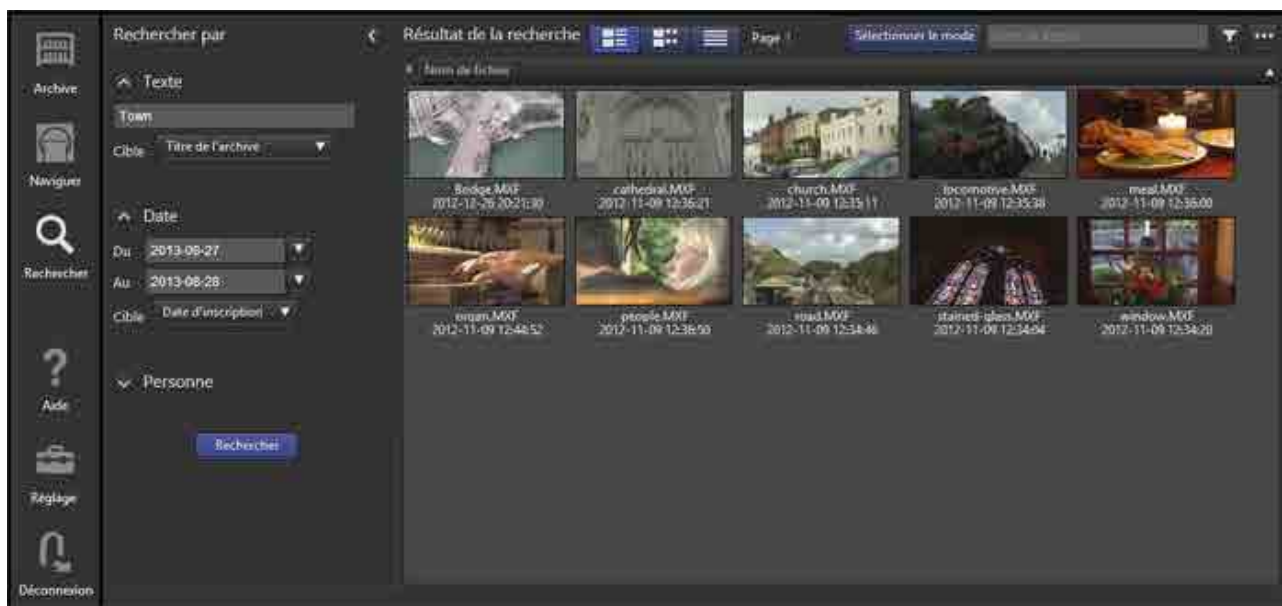 Archive
Naviguer
Rechercher
Aide
Réglage
Déconnexion
Rechercher par
Texte
Town
Cible Titre de l'archive
Date
Du 2013-08-27
Au 2013-08-28
Cible Date d'inscription
Personne
Rechercher
Résultat de la recherche Page 1 Sélectionner le mode
Nom de fichier
Bridge.MXF cathedral.MXF church.MXF locomotive.MXF meal.MXF
2012-12-26 20:21:30 2012-11-09 12:36:21 2012-11-09 12:35:11 2012-11-09 12:35:38 2012-11-09 12:36:00
organ.MXF people.MXF road.MXF stained-glass.MXF window.MXF
2012-11-09 12:44:52 2012-11-09 12:36:50 2012-11-09 12:34:46 2012-11-09 12:34:04 2012-11-09 12:34:20